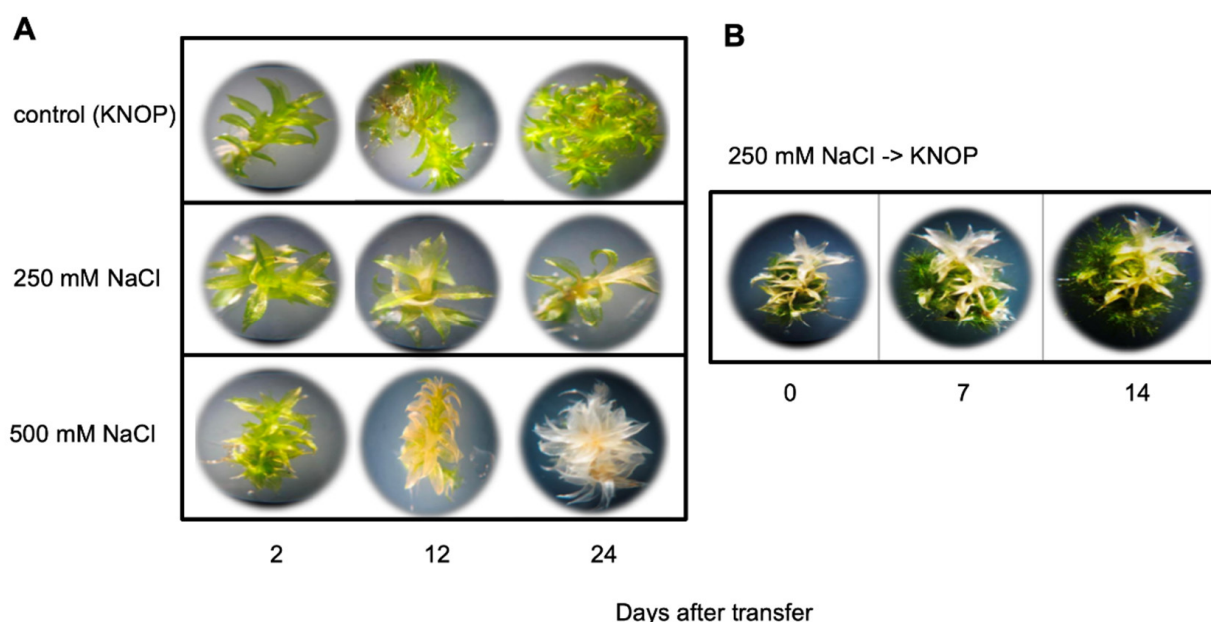 A
B
control (KNOP)
250 mM NaCl -> KNOP
250 mM NaCl
500 mM NaCl
0 7 14
2 12 24
Days after transfer